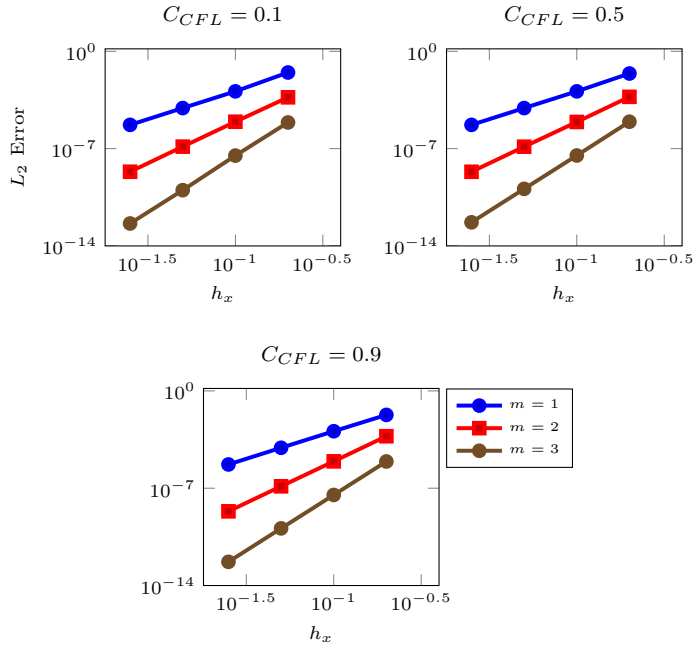 $C_{CFL} = 0.1$
$10^{0}$
$10^{-7}$
$10^{-14}$
$L_2$ Error
$10^{-1.5}$ $10^{-1}$ $10^{-0.5}$
$h_x$
$C_{CFL} = 0.5$
$10^{0}$
$10^{-7}$
$10^{-14}$
$10^{-1.5}$ $10^{-1}$ $10^{-0.5}$
$h_x$
$C_{CFL} = 0.9$
$10^{0}$
$10^{-7}$
$10^{-14}$
$10^{-1.5}$ $10^{-1}$ $10^{-0.5}$
$h_x$
$m = 1$
$m = 2$
$m = 3$